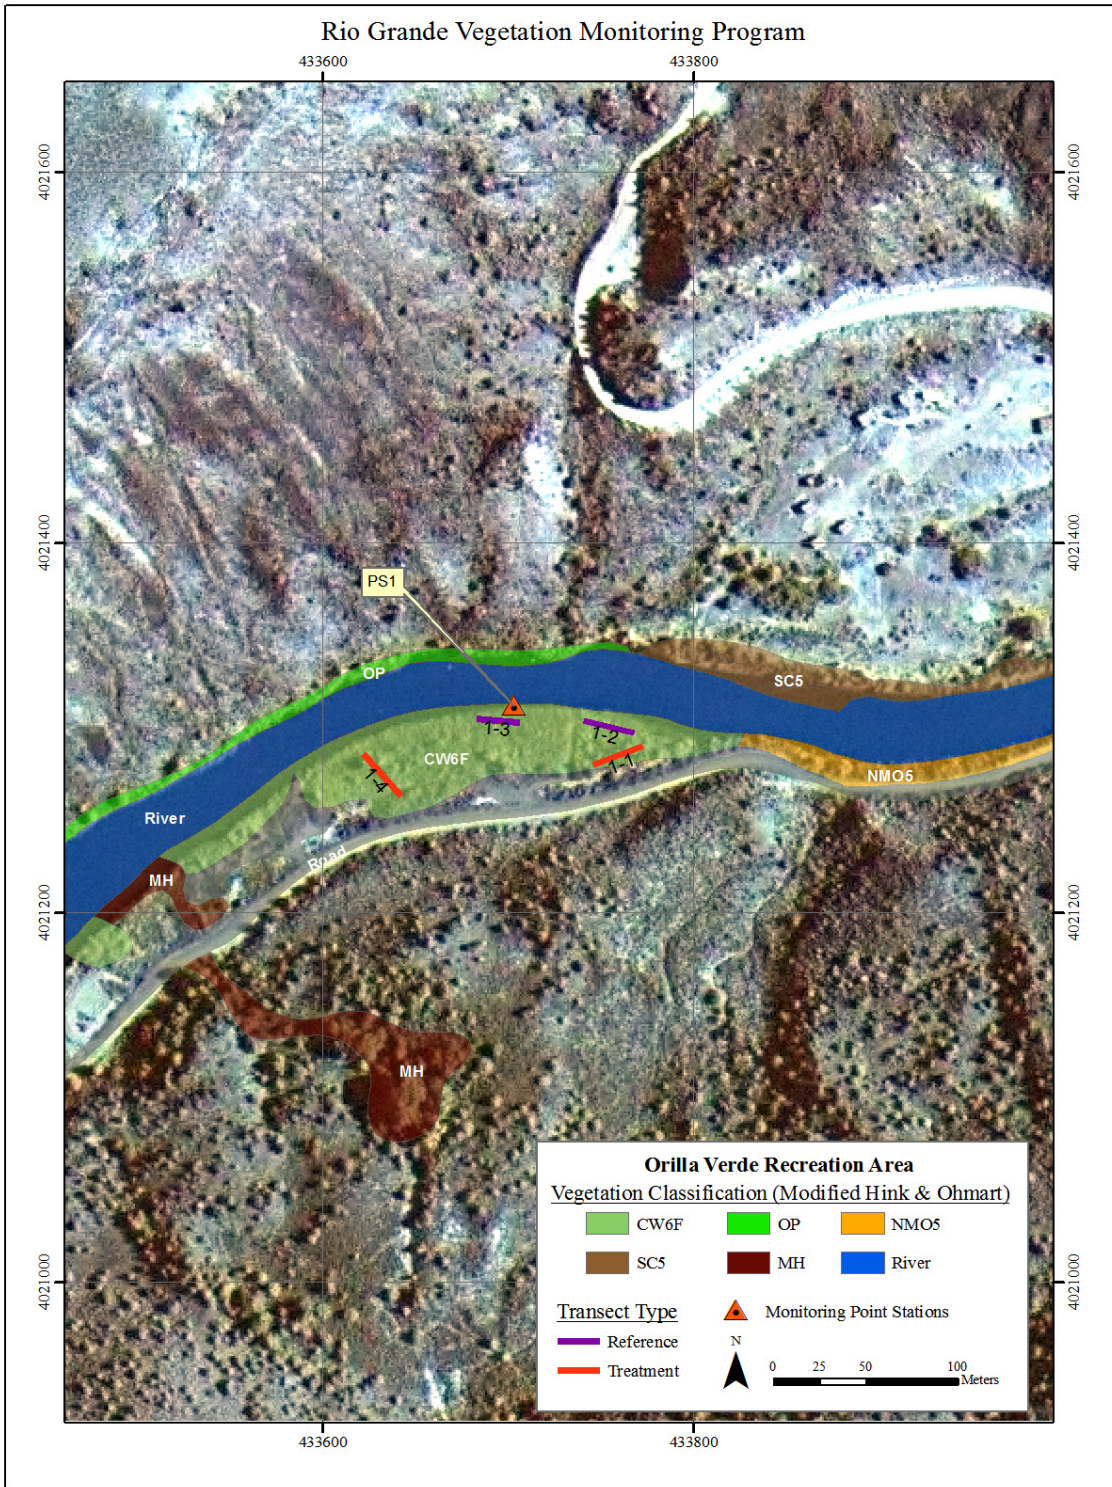 Rio Grande Vegetation Monitoring Program
433600
433800
4021600
4021600
4021400
4021400
PS1
OP
SC5
1-3
1-2
1-1
CW6F
1-4
NMO5
River
Road
MH
4021200
4021200
MH
Orilla Verde Recreation Area
Vegetation Classification (Modified Hink & Ohmart)
CW6F
OP
NMO5
SC5
MH
River
4021000
4021000
Transect Type
Monitoring Point Stations
Reference
Treatment
N
0 25 50 100
Meters
433600
433800